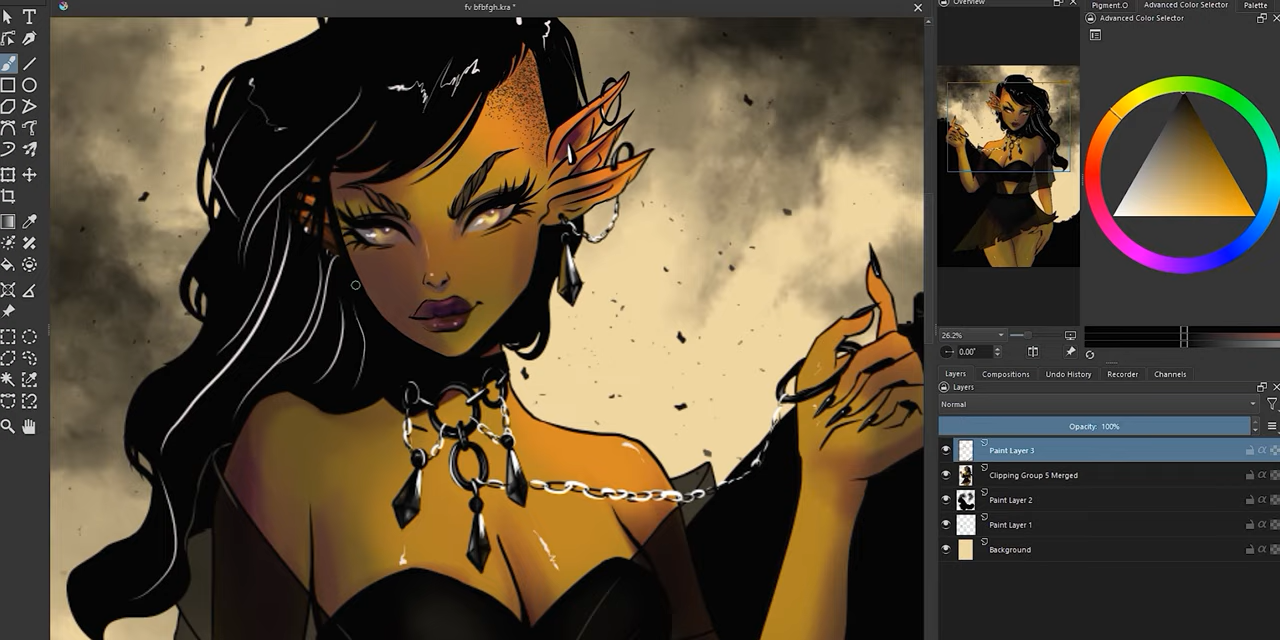 fv bfbfgh.kra *
Overview
Pigment.O
Advanced Color Selector
Palette
Advanced Color Selector
26.2%
0.00°
Layers
Compositions
Undo History
Recorder
Channels
Layers
Normal
Opacity: 100%
Paint Layer 3
Clipping Group 5 Merged
Paint Layer 2
Paint Layer 1
Background